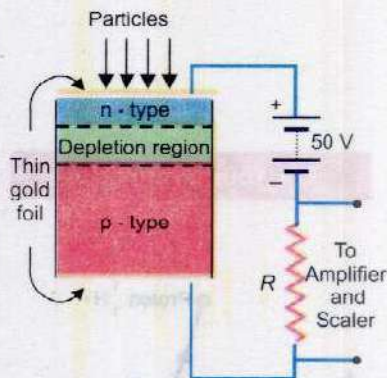 Particles
n - type
Depletion region
p - type
Thin
gold
foil
+
50 V
−
R
To
Amplifier
and
Scaler